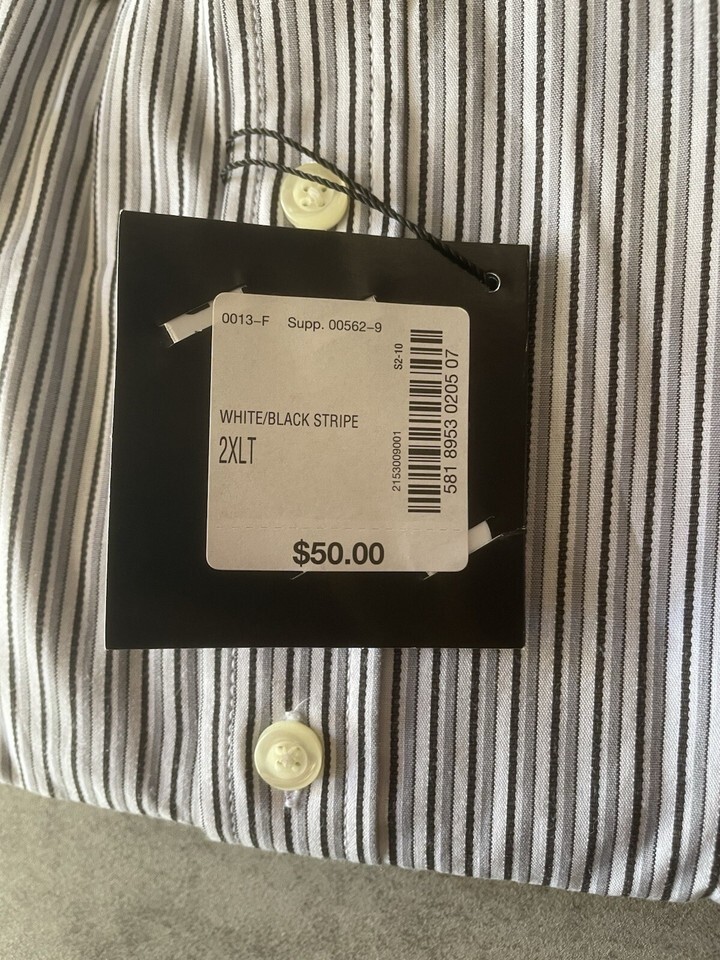 0013-F Supp. 00562-9
S2-10
WHITE/BLACK STRIPE
2XLT
2153009001
581 8953 0205 07
$50.00